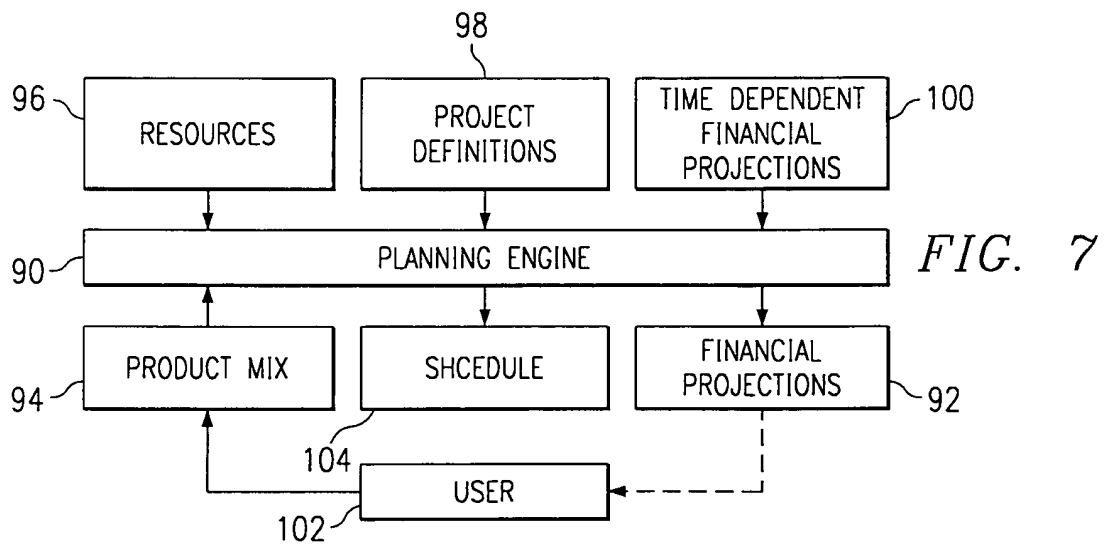 98
96
RESOURCES
PROJECT
DEFINITIONS
TIME DEPENDENT
FINANCIAL
PROJECTIONS
100
90
PLANNING ENGINE
FIG. 7
94
PRODUCT MIX
SHCEDULE
FINANCIAL
PROJECTIONS
92
104
USER
102